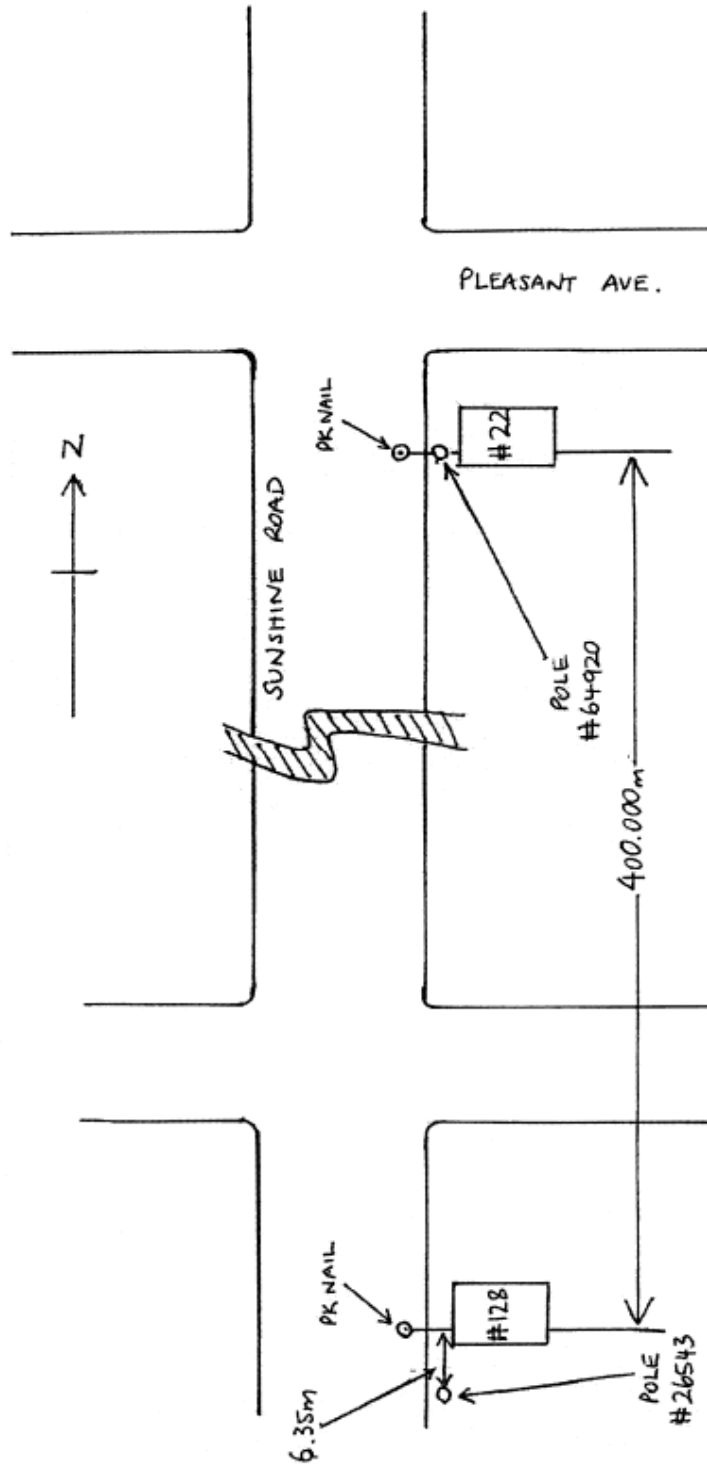 N
SUNSHINE ROAD
PLEASANT AVE.
PK NAIL
#22
POLE
#64920
400.000m
PK NAIL
#128
6.35m
POLE
#26543